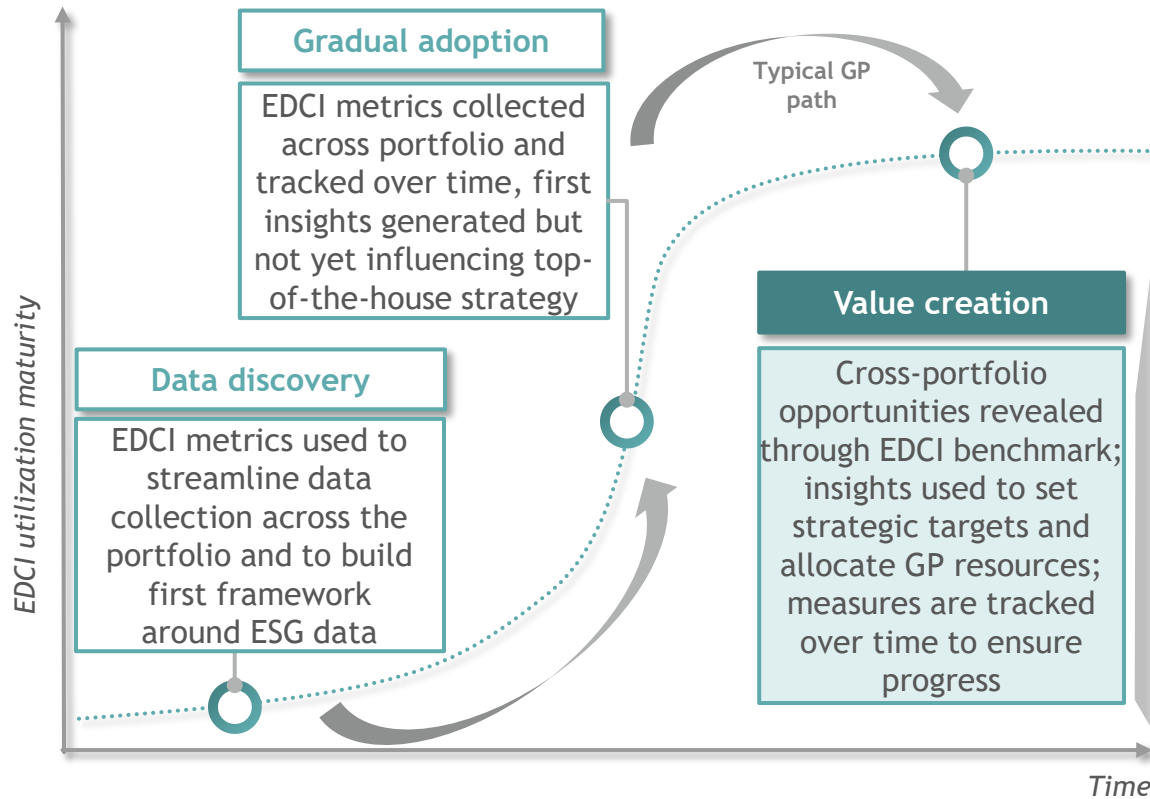 Gradual adoption
EDCI metrics collected
across portfolio and
tracked over time, first
insights generated but
not yet influencing top-
of-the-house strategy
Typical GP
path
Data discovery
EDCI metrics used to
streamline data
collection across the
portfolio and to build
first framework
around ESG data
Value creation
Cross-portfolio
opportunities revealed
through EDCI benchmark;
insights used to set
strategic targets and
allocate GP resources;
measures are tracked
over time to ensure
progress
EDCI utilization maturity
Time